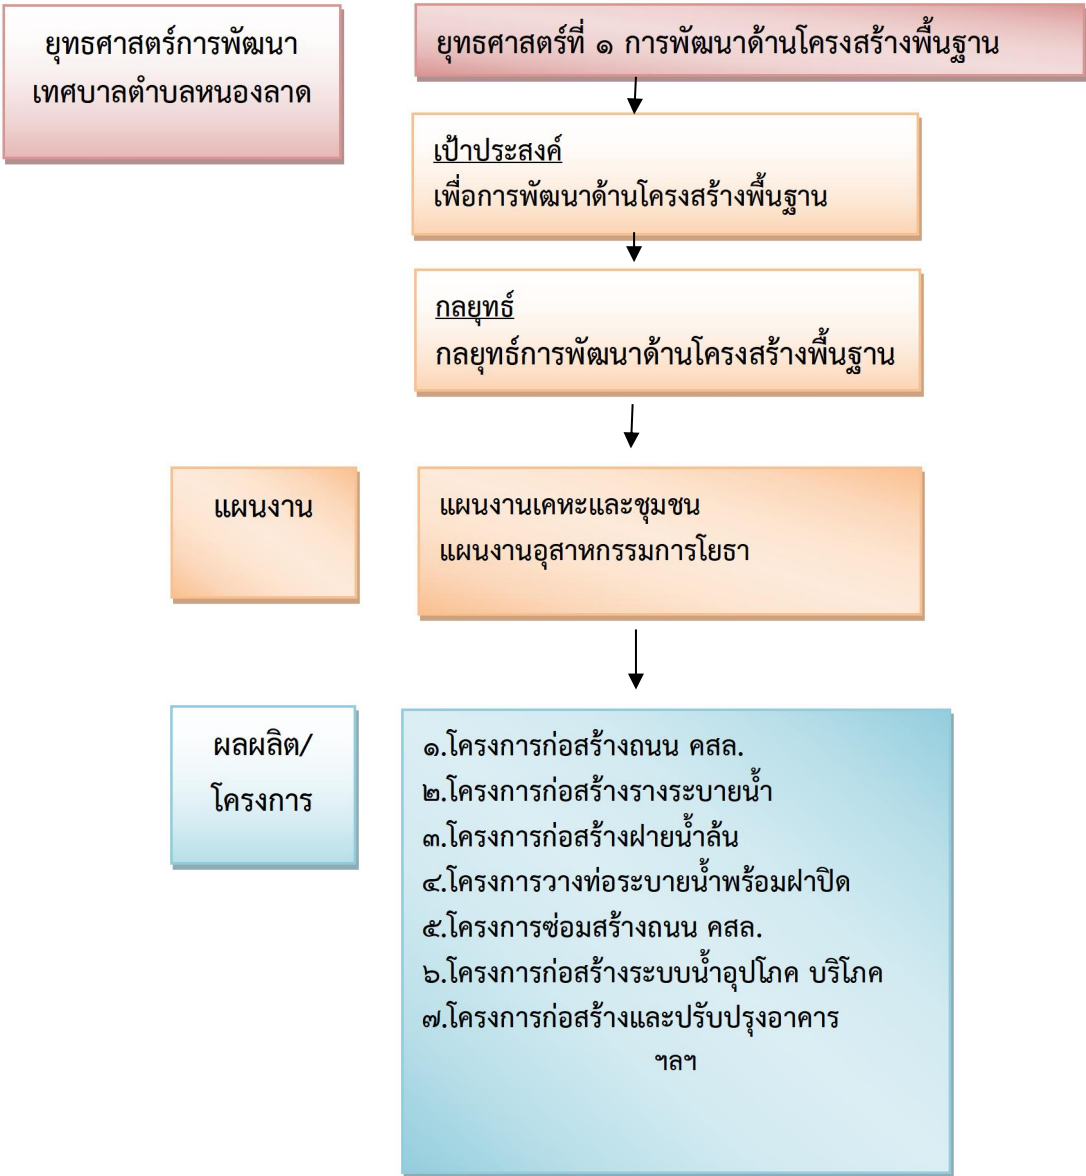 ยุทธศาสตร์การพัฒนา
เทศบาลตำบลหนองลาด
ยุทธศาสตร์ที่ ๑ การพัฒนาด้านโครงสร้างพื้นฐาน
เป้าประสงค์
เพื่อการพัฒนาด้านโครงสร้างพื้นฐาน
กลยุทธ์
กลยุทธ์การพัฒนาด้านโครงสร้างพื้นฐาน
แผนงาน
แผนงานเคหะและชุมชน
แผนงานอุสาหกรรมการโยธา
ผลผลิต/
โครงการ
๑.โครงการก่อสร้างถนน คสล.
๒.โครงการก่อสร้างรางระบายน้ำ
๓.โครงการก่อสร้างฝายน้ำล้น
๔.โครงการวางท่อระบายน้ำพร้อมฝาปิด
๕.โครงการซ่อมสร้างถนน คสล.
๖.โครงการก่อสร้างระบบน้ำอุปโภค บริโภค
๗.โครงการก่อสร้างและปรับปรุงอาคาร
ฯลฯ